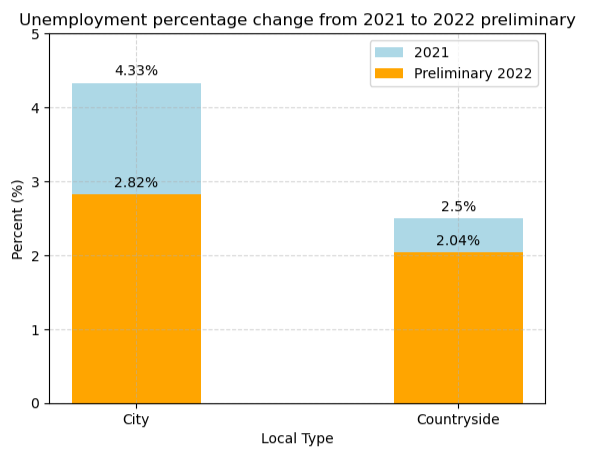 Unemployment percentage change from 2021 to 2022 preliminary
5
4
3
2
1
0
Percent (%)
4.33%
2.82%
2.5%
2.04%
2021
Preliminary 2022
City
Countryside
Local Type